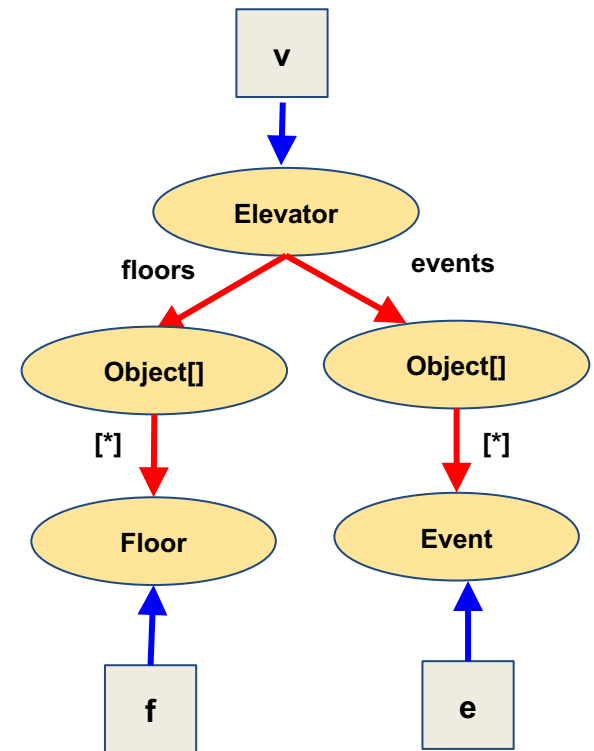 v
Elevator
floors
events
Object[]
Object[]
[*]
[*]
Floor
Event
f
e